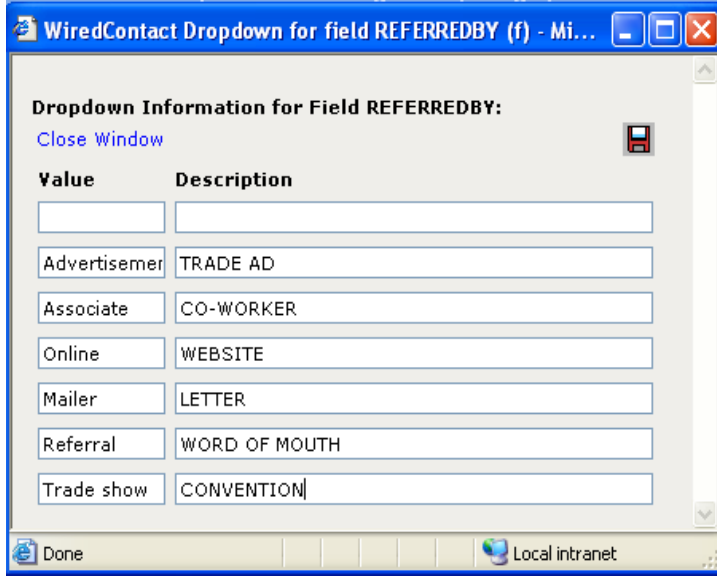 WiredContact Dropdown for field REFERREDBY (f) - Mi...
Dropdown Information for Field REFERREDBY:
Close Window
Value Description
Advertisemer TRADE AD
Associate CO-WORKER
Online WEBSITE
Mailer LETTER
Referral WORD OF MOUTH
Trade show CONVENTION
Done Local intranet